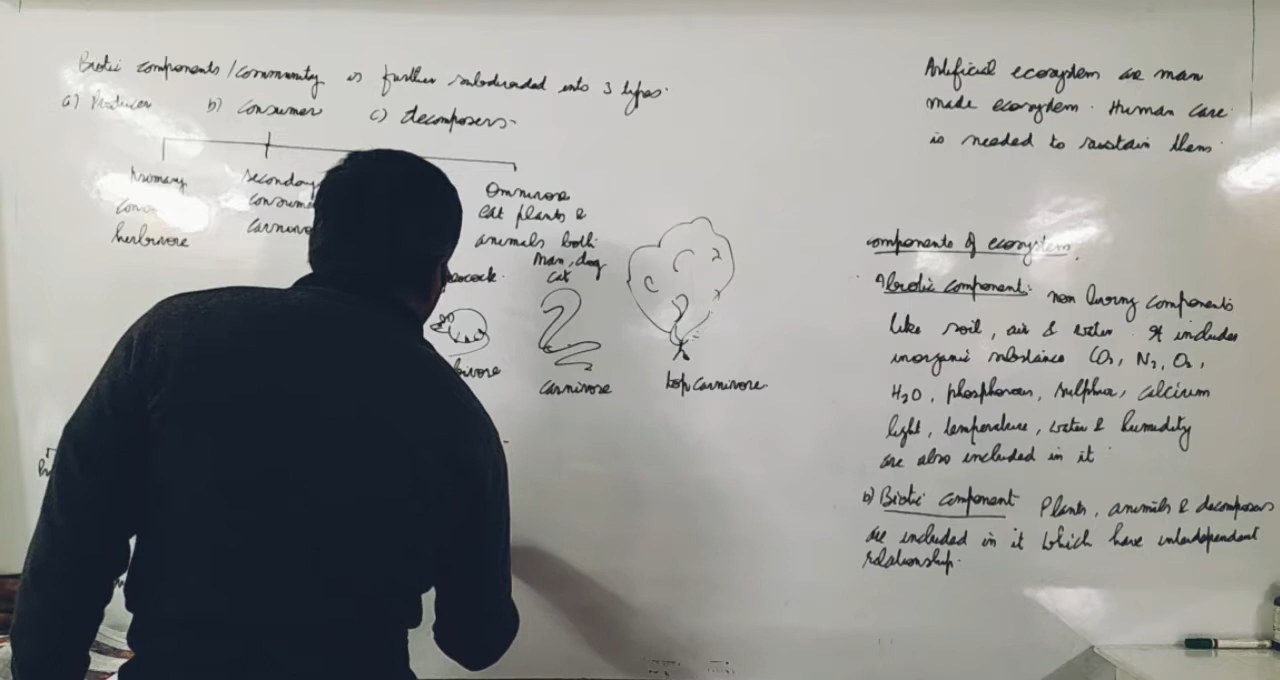 Biotic components/community is further subdivided into 3 types.
a) Producer b) consumer c) decomposers.
Primary
herbivore
secondary
consume
carnivo
Omnivore
eat plants &
animals both.
man, dog
cat
eacock.
bivore
carnivore
top carnivore
Artificial ecosystem are man
made ecosystem. Human care
is needed to sustain them.
components of ecosystem.
Abiotic component: non living components
like soil, air & water. It includes
inorganic substance CO₂, N₂, O₂,
H₂O, phosphorous, sulphur, calcium
light, temperature, water & humidity
are also included in it
b) Biotic component Plants, animals & decomposers
are included in it which have interdependent
relationship.